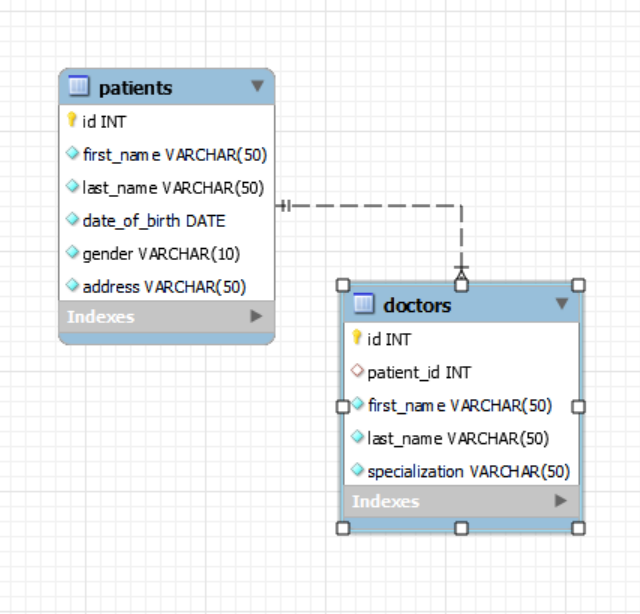 patients
id INT
first_name VARCHAR(50)
last_name VARCHAR(50)
date_of_birth DATE
gender VARCHAR(10)
address VARCHAR(50)
Indexes
doctors
id INT
patient_id INT
first_name VARCHAR(50)
last_name VARCHAR(50)
specialization VARCHAR(50)
Indexes